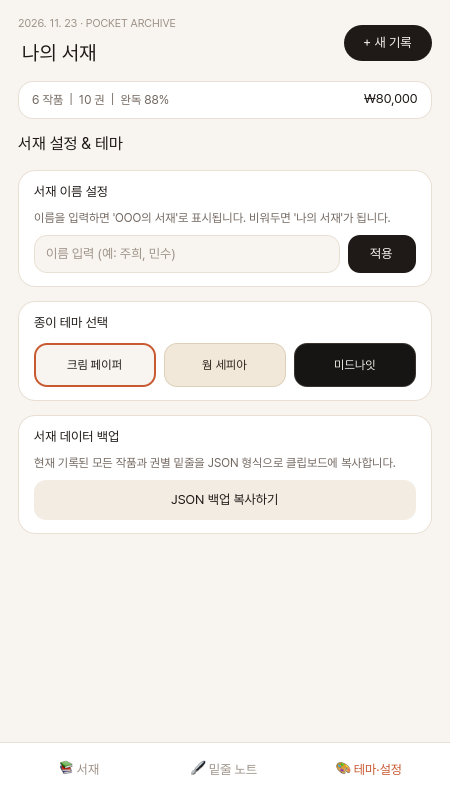 2026. 11. 23 · POCKET ARCHIVE
나의 서재
+ 새 기록
6 작품 | 10 권 | 완독 88%
₩80,000
서재 설정 & 테마
서재 이름 설정
이름을 입력하면 'OOO의 서재'로 표시됩니다. 비워두면 '나의 서재'가 됩니다.
이름 입력 (예: 주희, 민수)
적용
종이 테마 선택
크림 페이퍼
웜 세피아
미드나잇
서재 데이터 백업
현재 기록된 모든 작품과 권별 밑줄을 JSON 형식으로 클립보드에 복사합니다.
JSON 백업 복사하기
서재
밑줄 노트
테마·설정